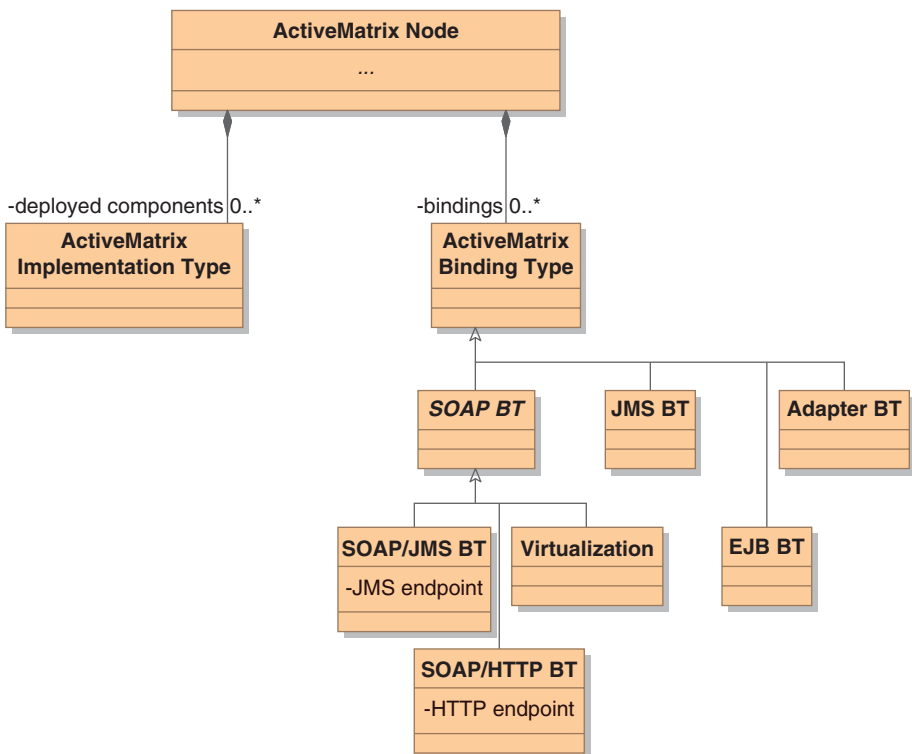 ActiveMatrix Node
...
-deployed components 0..*
-bindings 0..*
ActiveMatrix
Implementation Type
ActiveMatrix
Binding Type
SOAP BT
JMS BT
Adapter BT
SOAP/JMS BT
-JMS endpoint
Virtualization
EJB BT
SOAP/HTTP BT
-HTTP endpoint